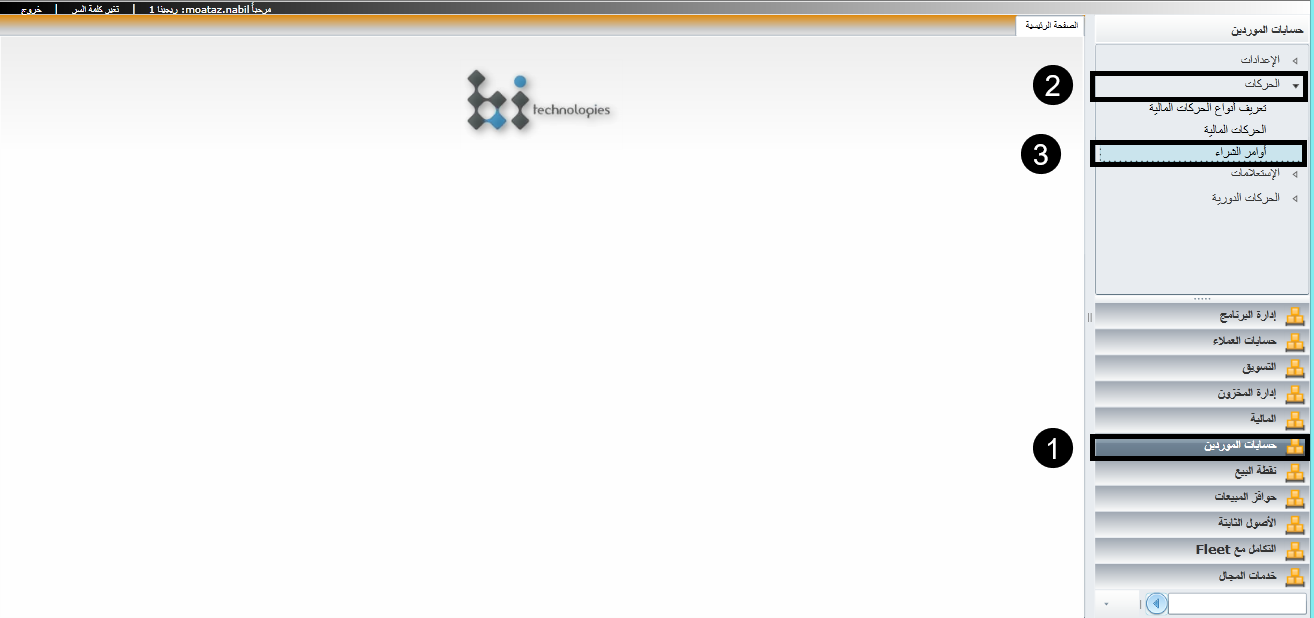 مرحباً moataz.nabil: ريجينا 1 | تغير كلمة السر | خروج
الصفحة الرئيسية
حسابات الموردين
الإعدادات
2
الحركات
تعريف أنواع الحركات المالية
الحركات المالية
3
أوامر الشراء
الإستعلامات
الحركات الدورية
bi technologies
إدارة البرنامج
حسابات العملاء
التسويق
إدارة المخزون
المالية
1
حسابات الموردين
نقطة البيع
حوافز المبيعات
الأصول الثابتة
التكامل مع Fleet
خدمات المجال